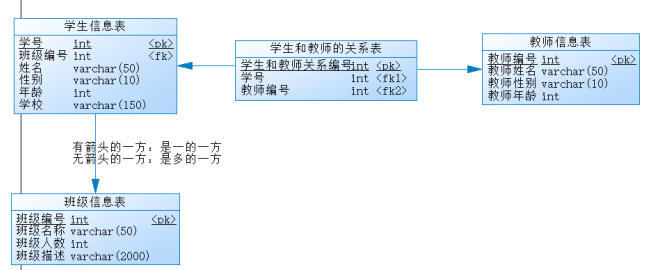 学生信息表
学号 int <pk>
班级编号 int <fk>
姓名 varchar(50)
性别 varchar(10)
年龄 int
学校 varchar(150)
学生和教师的关系表
学生和教师关系编号int <pk>
学号 int <fk1>
教师编号 int <fk2>
教师信息表
教师编号 int <pk>
教师姓名 varchar(50)
教师性别 varchar(10)
教师年龄 int
有箭头的一方：是一的一方
无箭头的一方：是多的一方
班级信息表
班级编号 int <pk>
班级名称 varchar(50)
班级人数 int
班级描述 varchar(2000)